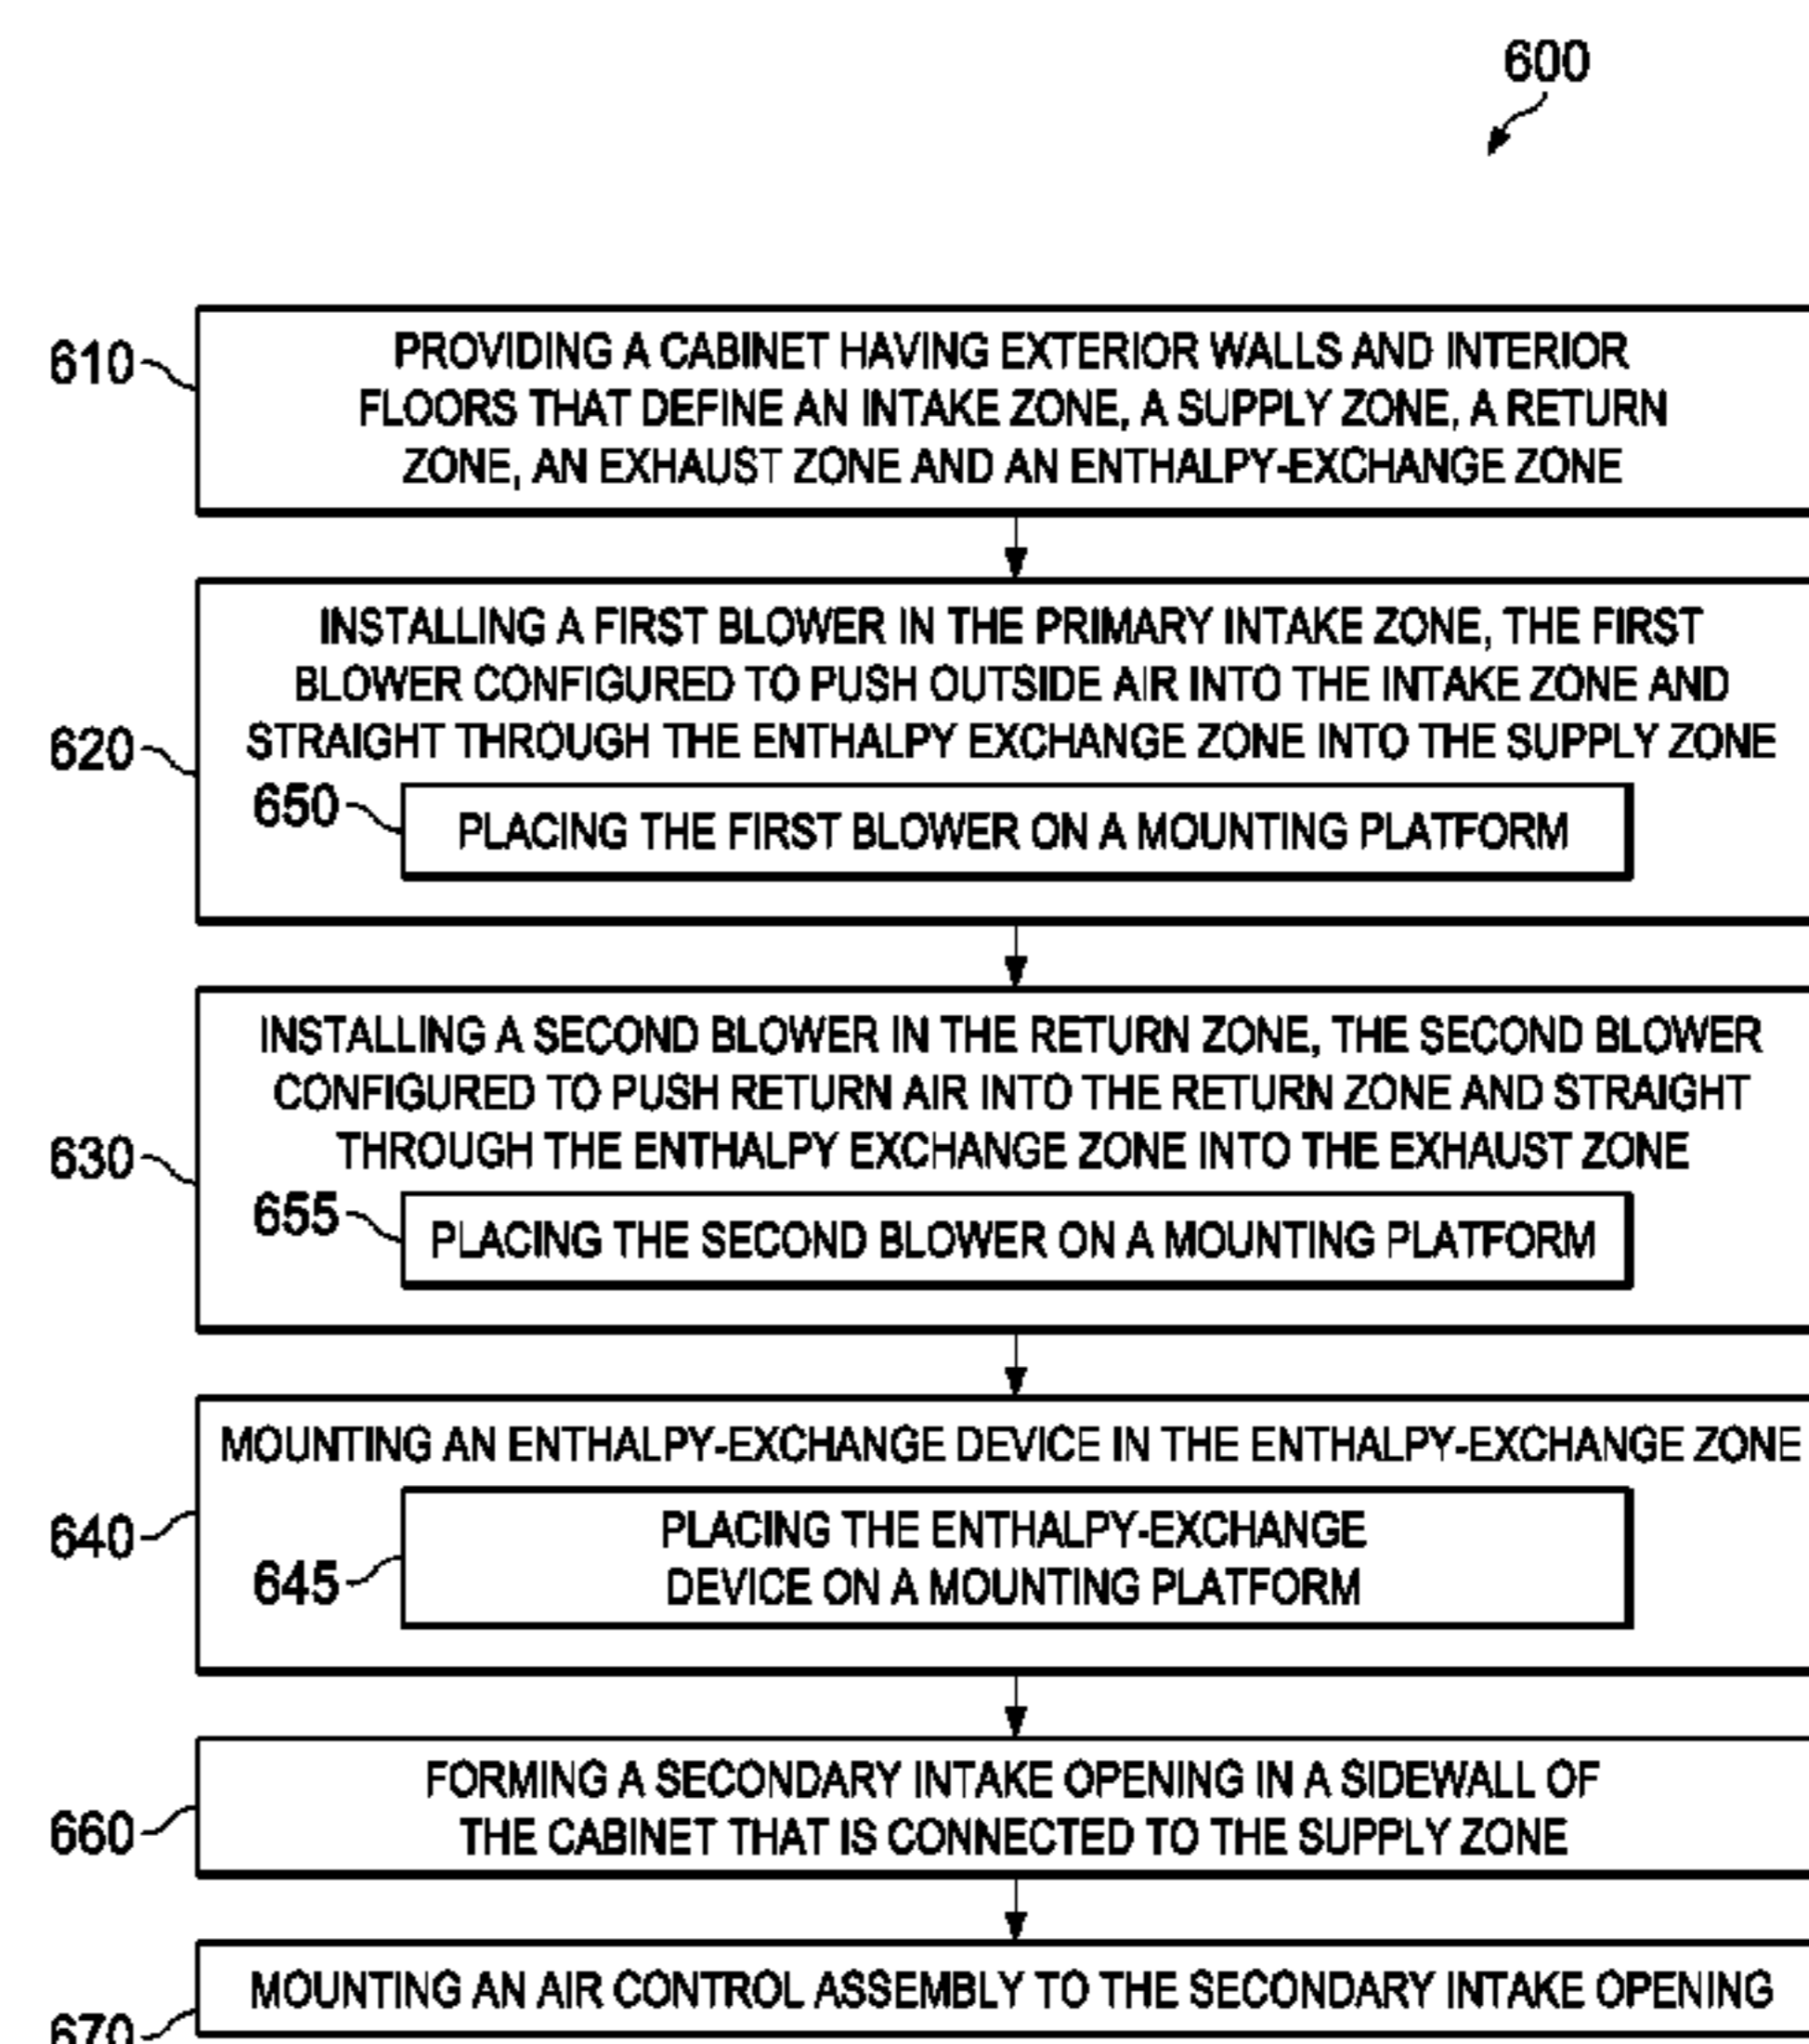 600
610
PROVIDING A CABINET HAVING EXTERIOR WALLS AND INTERIOR
FLOORS THAT DEFINE AN INTAKE ZONE, A SUPPLY ZONE, A RETURN
ZONE, AN EXHAUST ZONE AND AN ENTHALPY-EXCHANGE ZONE
620
INSTALLING A FIRST BLOWER IN THE PRIMARY INTAKE ZONE, THE FIRST
BLOWER CONFIGURED TO PUSH OUTSIDE AIR INTO THE INTAKE ZONE AND
STRAIGHT THROUGH THE ENTHALPY EXCHANGE ZONE INTO THE SUPPLY ZONE
650
PLACING THE FIRST BLOWER ON A MOUNTING PLATFORM
630
INSTALLING A SECOND BLOWER IN THE RETURN ZONE, THE SECOND BLOWER
CONFIGURED TO PUSH RETURN AIR INTO THE RETURN ZONE AND STRAIGHT
THROUGH THE ENTHALPY EXCHANGE ZONE INTO THE EXHAUST ZONE
655
PLACING THE SECOND BLOWER ON A MOUNTING PLATFORM
640
MOUNTING AN ENTHALPY-EXCHANGE DEVICE IN THE ENTHALPY-EXCHANGE ZONE
645
PLACING THE ENTHALPY-EXCHANGE
DEVICE ON A MOUNTING PLATFORM
660
FORMING A SECONDARY INTAKE OPENING IN A SIDEWALL OF
THE CABINET THAT IS CONNECTED TO THE SUPPLY ZONE
670
MOUNTING AN AIR CONTROL ASSEMBLY TO THE SECONDARY INTAKE OPENING